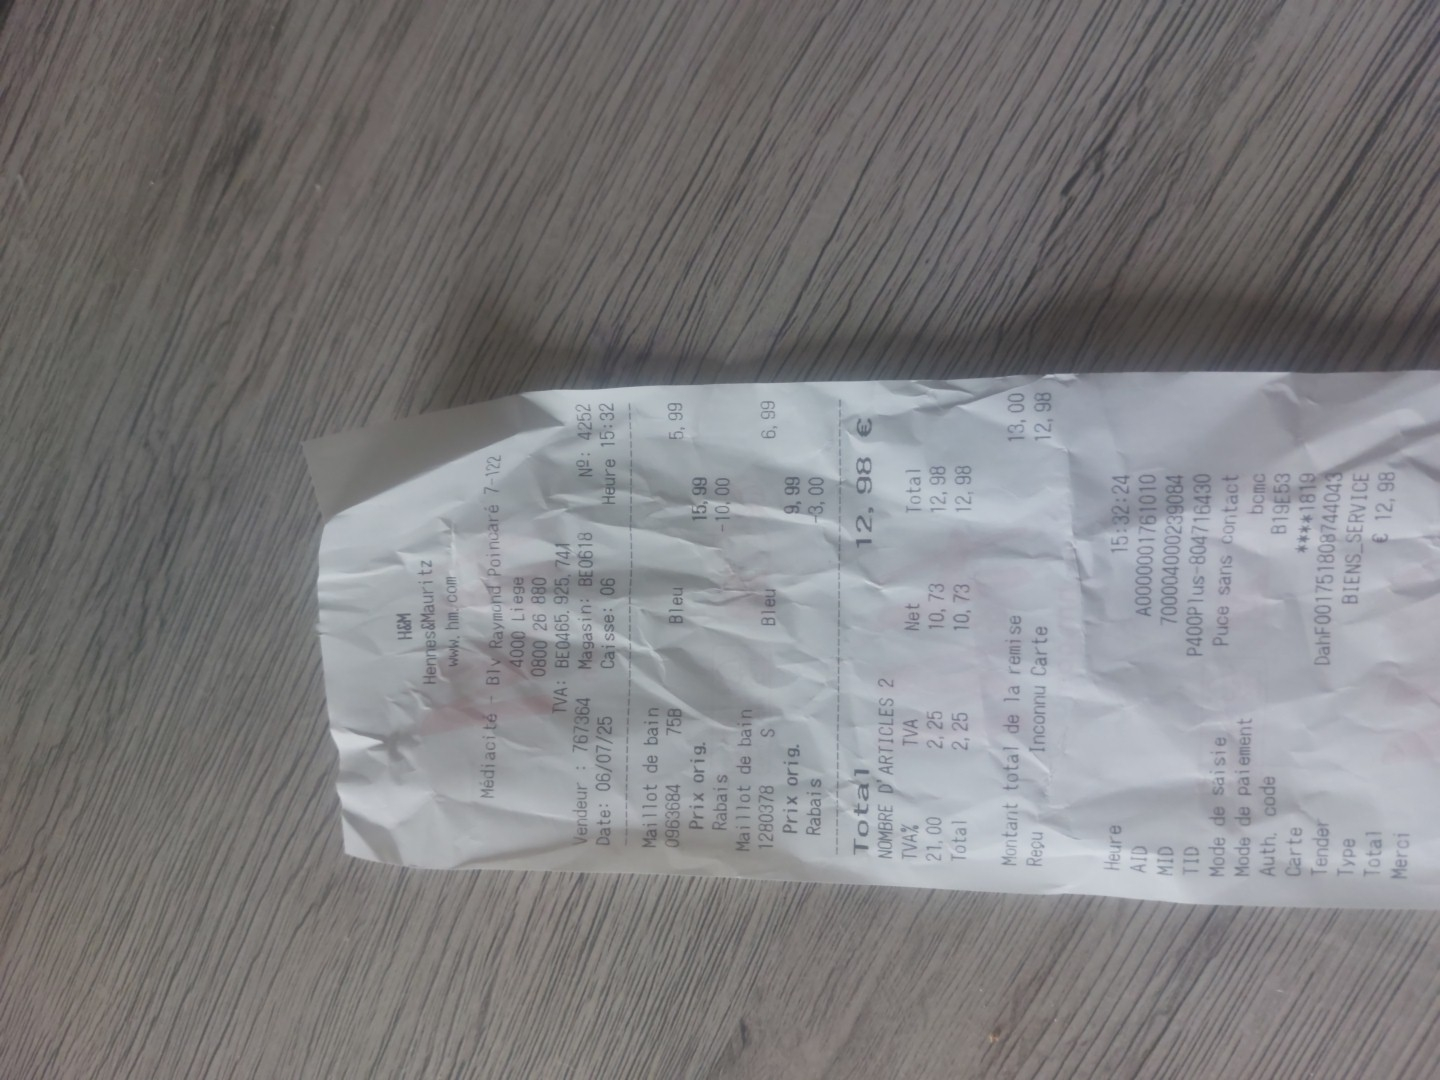 H&M
Hennes&Mauritz
www.hm.com
Médiacité - Blv Raymond Poincaré 7-122
4000 Liege
0800 26 880
TVA: BE0465.925.741
Vendeur : 767364 Magasin: BE0618 Nº: 4252
Date: 06/07/25 Caisse: 06 Heure 15:32
Maillot de bain
0963684 75B Bleu 5,99
Prix orig. 15,99
Rabais -10,00
Maillot de bain
1280378 S Bleu 6,99
Prix orig. 9,99
Rabais -3,00
Total 12,98 €
NOMBRE D'ARTICLES 2
TVA% TVA Net Total
21,00 2,25 10,73 12,98
Total 2,25 10,73 12,98
Montant total de la remise 13,00
Reçu Inconnu Carte 12,98
Heure 15:32:24
AID A0000001761010
MID 7000040000239084
TID P400Plus-804716430
Mode de saisie Puce sans contact
Mode de paiement bcmc
Auth. code B19E53
Carte ****1819
Tender DahF001751808744043
Type BIENS_SERVICE
Total € 12,98
Merci